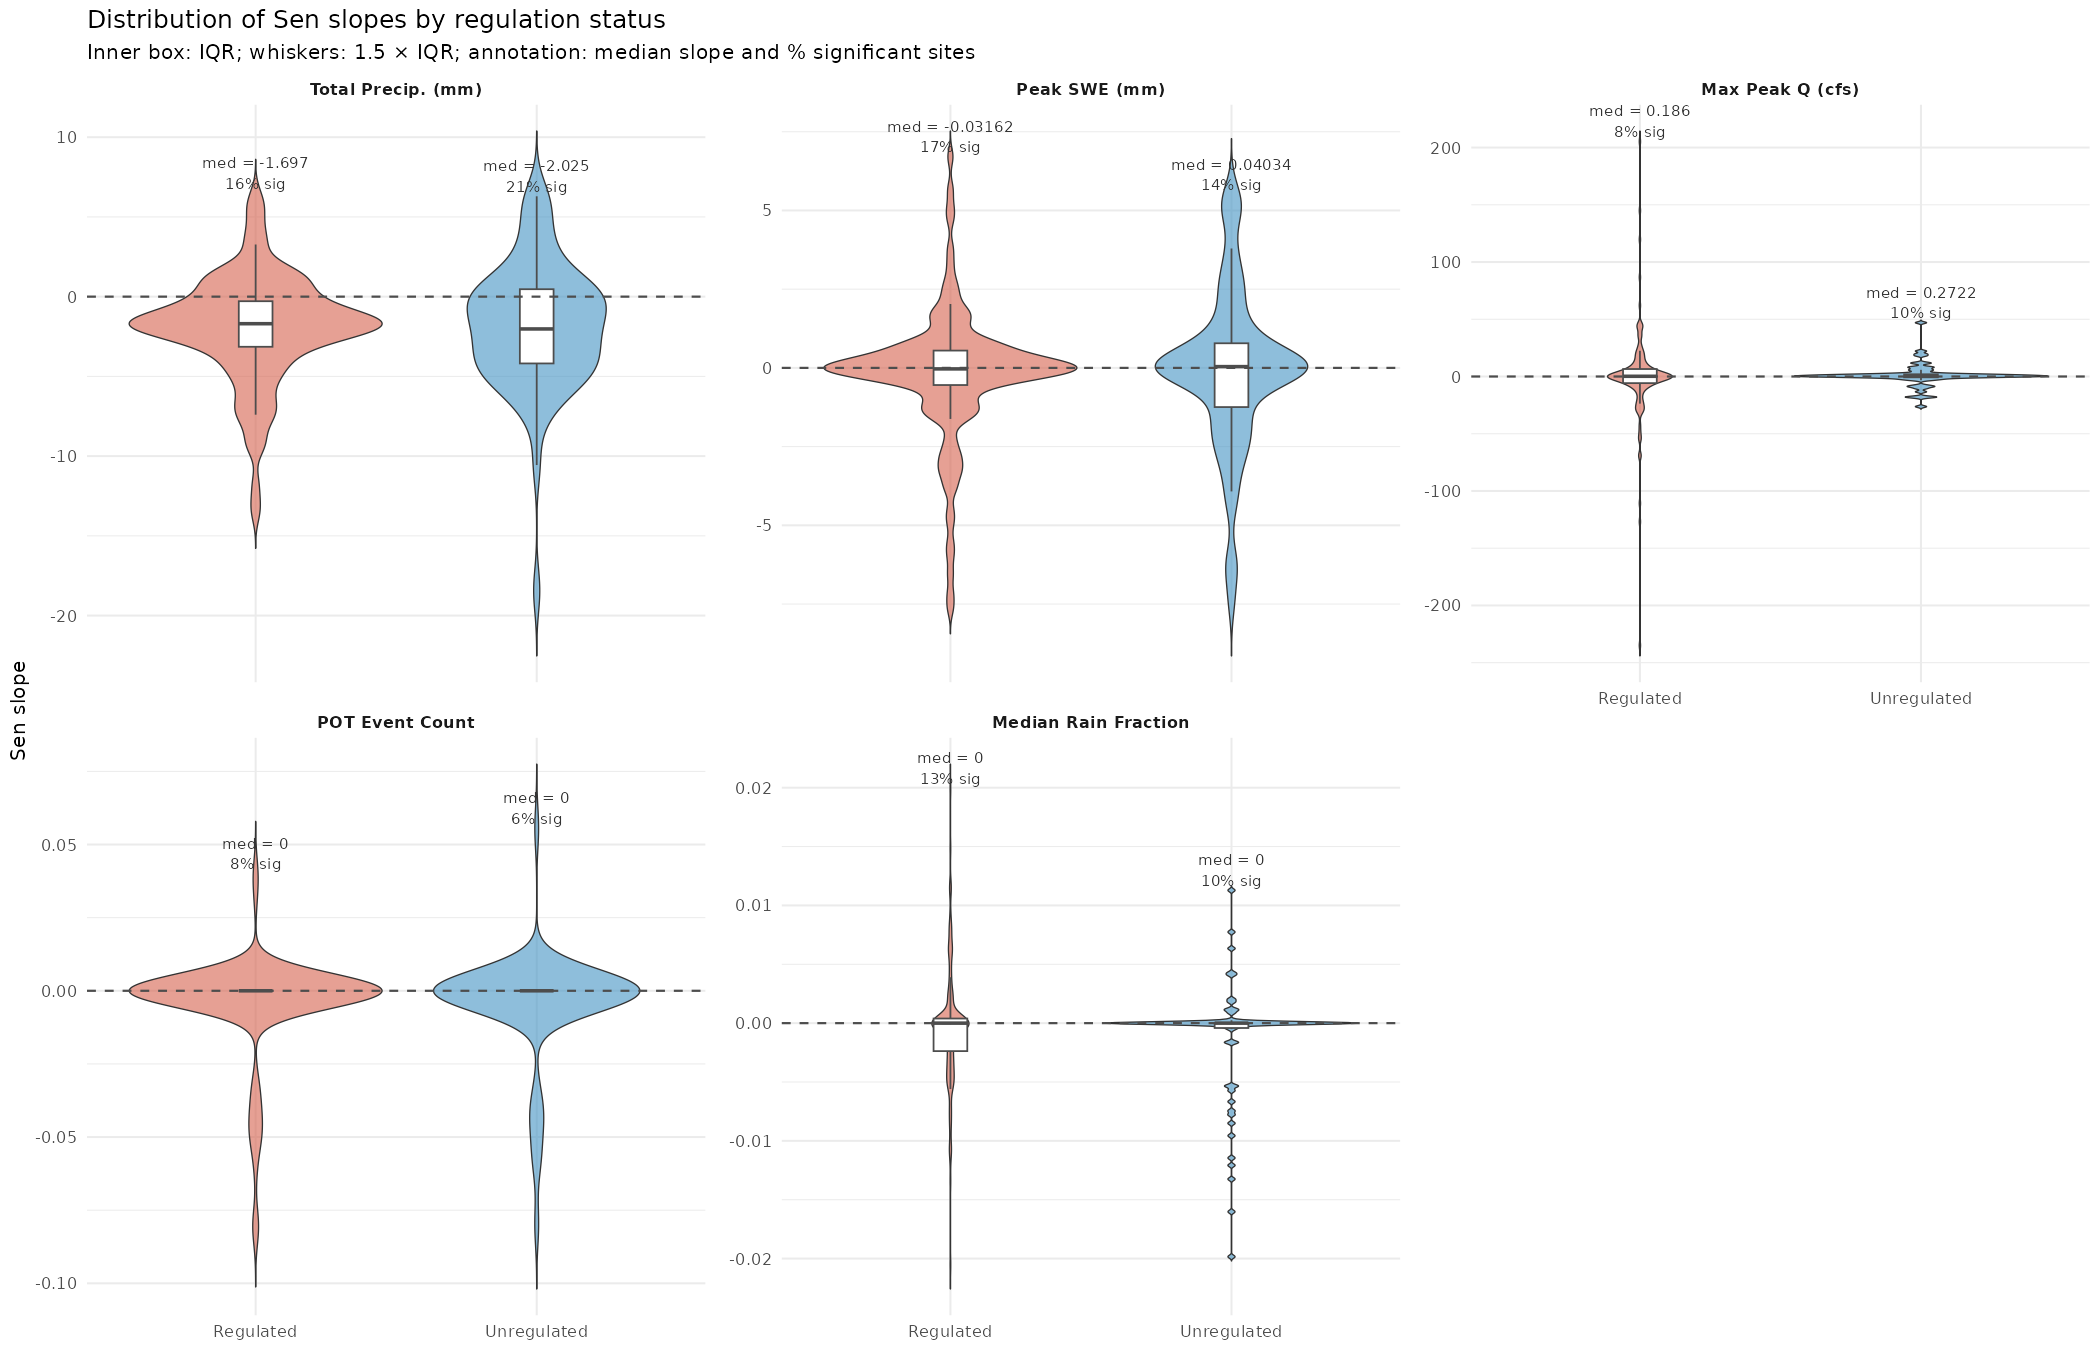 Distribution of Sen slopes by regulation status
Inner box: IQR; whiskers: 1.5 × IQR; annotation: median slope and % significant sites
Total Precip. (mm)
10
0
-10
-20
med = -1.697
16% sig
med = -2.025
21% sig
Peak SWE (mm)
5
0
-5
med = -0.03162
17% sig
med = 0.04034
14% sig
Max Peak Q (cfs)
200
100
0
-100
-200
med = 0.186
8% sig
med = 0.2722
10% sig
Regulated
Unregulated
Sen slope
POT Event Count
0.05
0.00
-0.05
-0.10
med = 0
8% sig
med = 0
6% sig
Regulated
Unregulated
Median Rain Fraction
0.02
0.01
0.00
-0.01
-0.02
med = 0
13% sig
med = 0
10% sig
Regulated
Unregulated